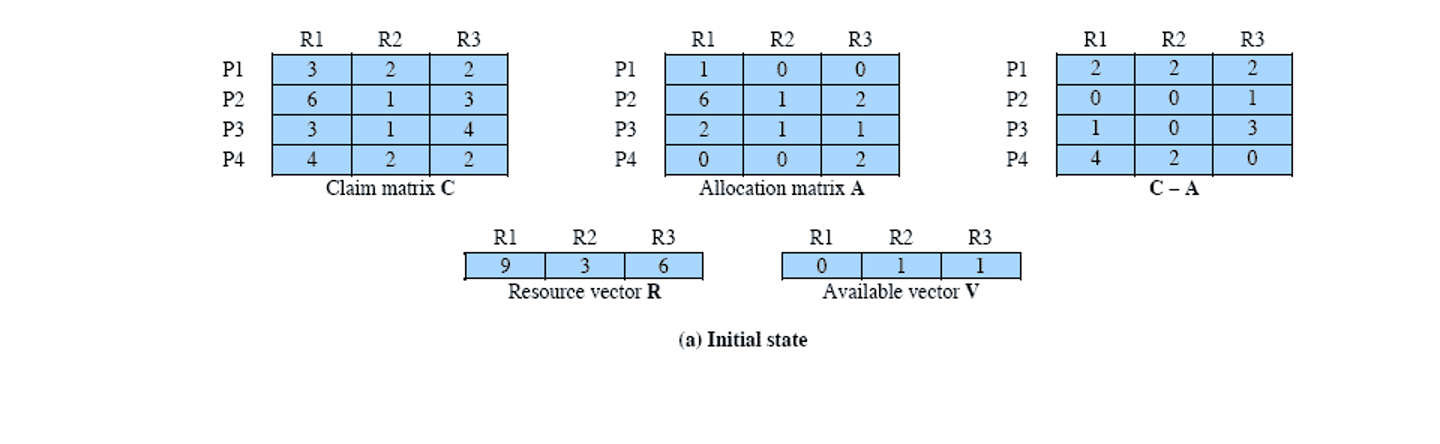 R1 R2 R3 R1 R2 R3 R1 R2 R3
P1 3 2 2 P1 1 0 0 P1 2 2 2
P2 6 1 3 P2 6 1 2 P2 0 0 1
P3 3 1 4 P3 2 1 1 P3 1 0 3
P4 4 2 2 P4 0 0 2 P4 4 2 0
Claim matrix C Allocation matrix A C – A
R1 R2 R3 R1 R2 R3
9 3 6 0 1 1
Resource vector R Available vector V
(a) Initial state